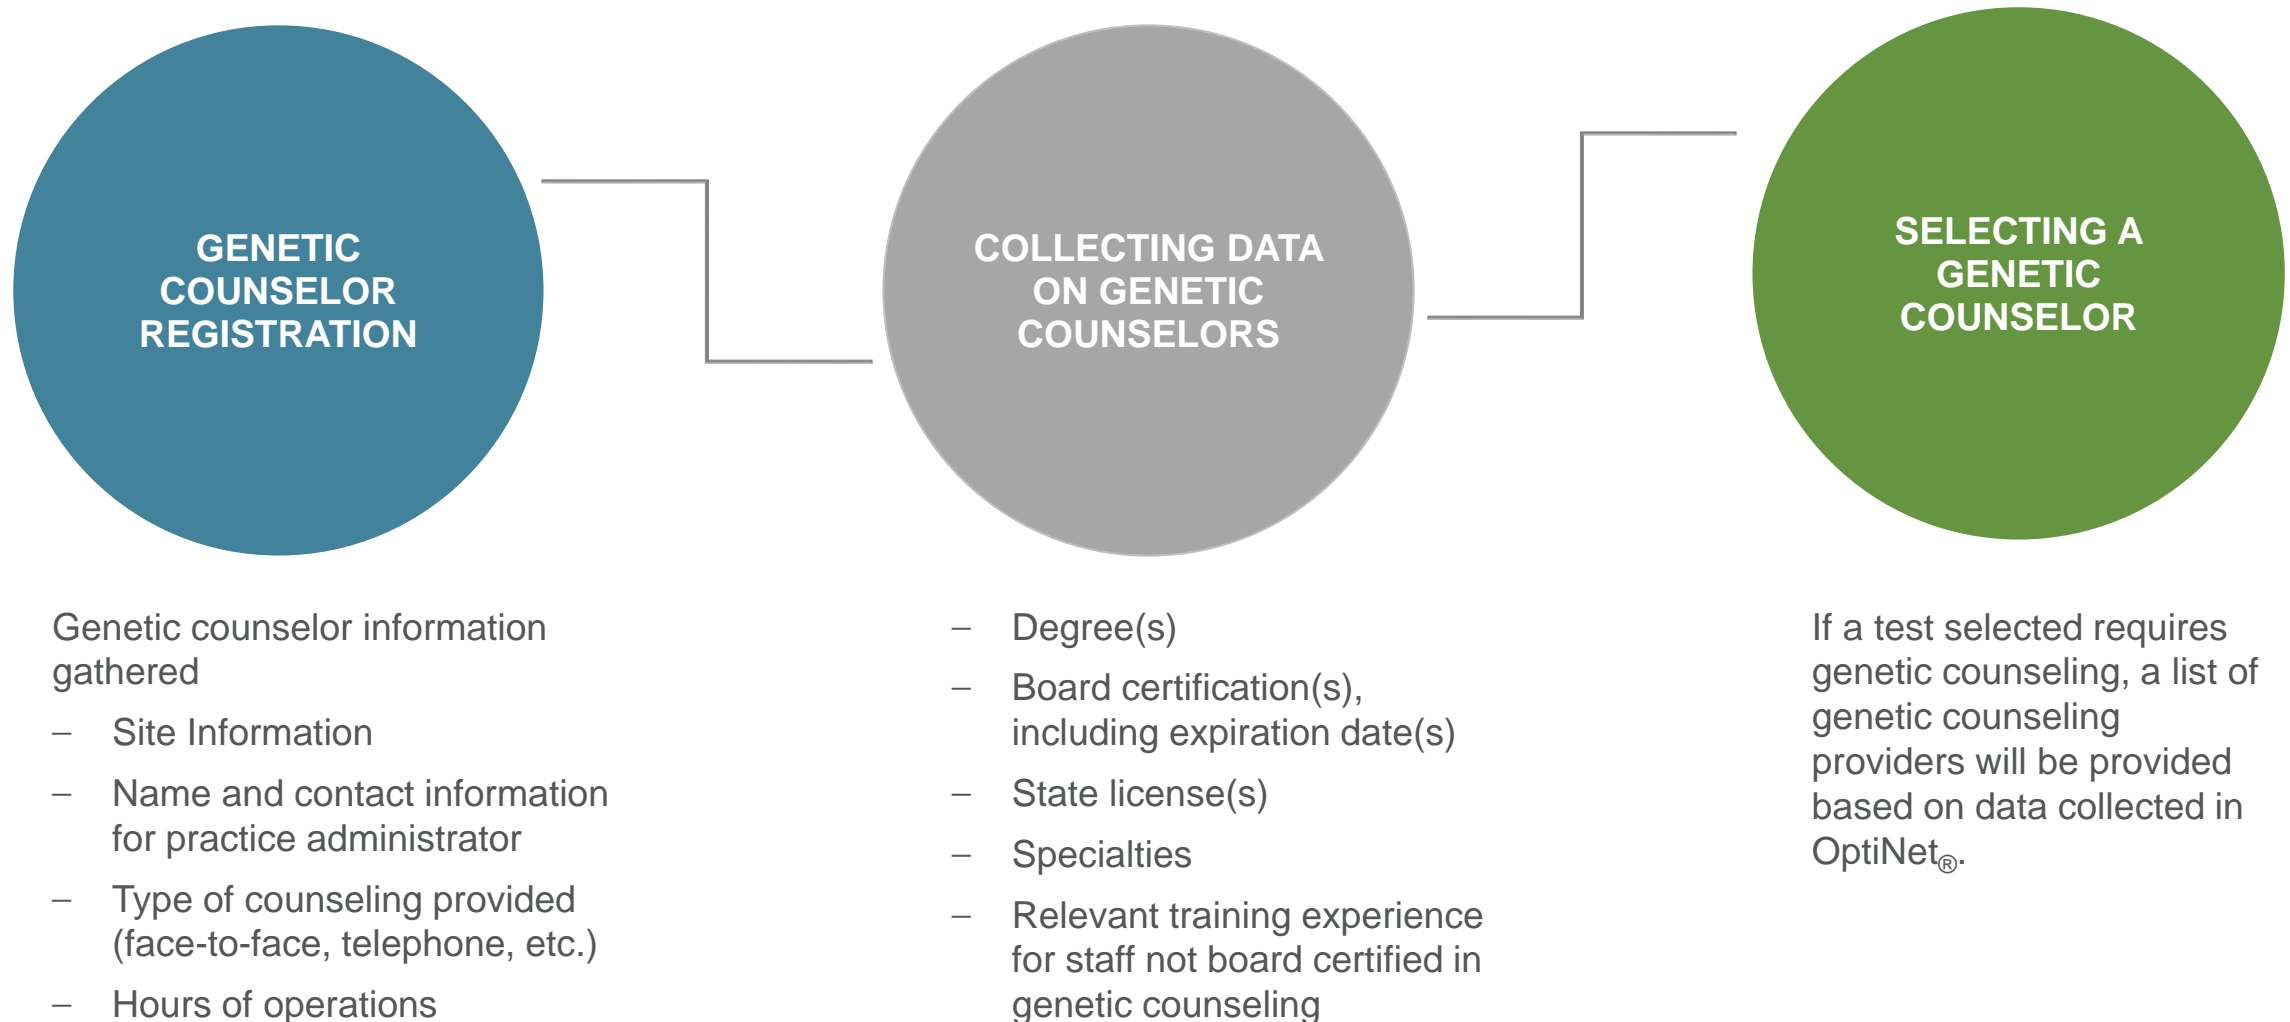 GENETIC
COUNSELOR
REGISTRATION
Genetic counselor information
gathered
– Site Information
– Name and contact information
for practice administrator
– Type of counseling provided
(face-to-face, telephone, etc.)
– Hours of operations
COLLECTING DATA
ON GENETIC
COUNSELORS
– Degree(s)
– Board certification(s),
including expiration date(s)
– State license(s)
– Specialties
– Relevant training experience
for staff not board certified in
genetic counseling
SELECTING A
GENETIC
COUNSELOR
If a test selected requires
genetic counseling, a list of
genetic counseling
providers will be provided
based on data collected in
OptiNet®.